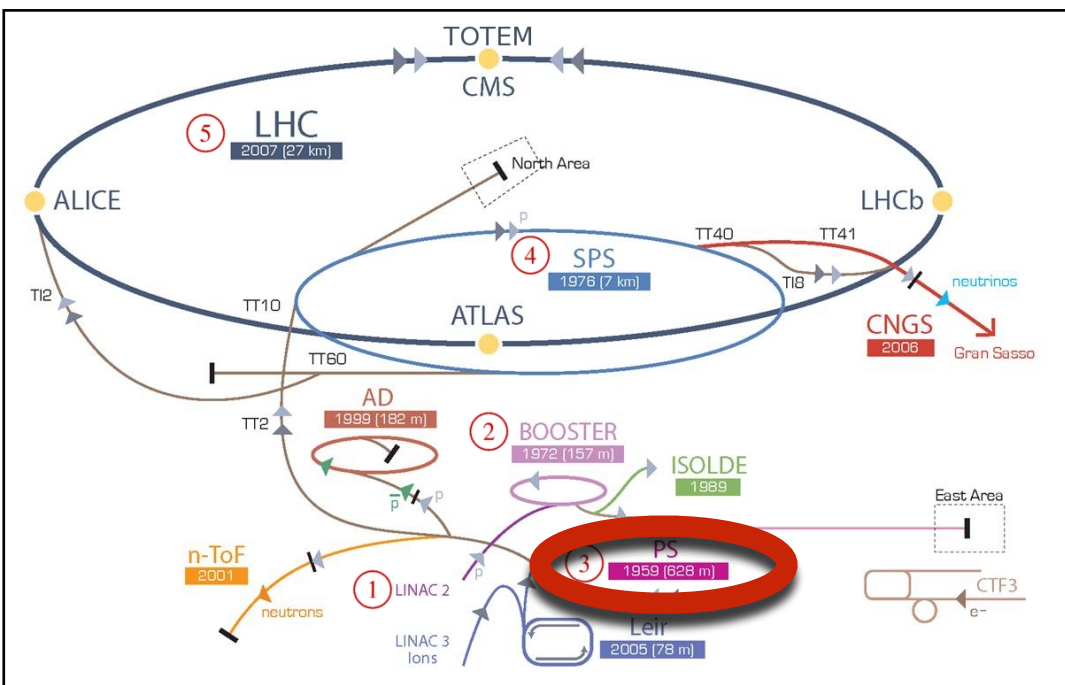 TOTEM
CMS
5
LHC
2007 (27 km)
North Area
ALICE
LHCb
p
TT40
TT41
4
SPS
1976 (7 km)
TI2
TI8
neutrinos
TT10
ATLAS
CNGS
2006
Gran Sasso
TT60
AD
1999 (182 m)
TT2
2
BOOSTER
1972 (157 m)
ISOLDE
1989
p̅
p
East Area
n-ToF
2001
3
PS
1959 (628 m)
p
1
LINAC 2
neutrons
CTF3
e-
LINAC 3
Ions
Leir
2005 (78 m)